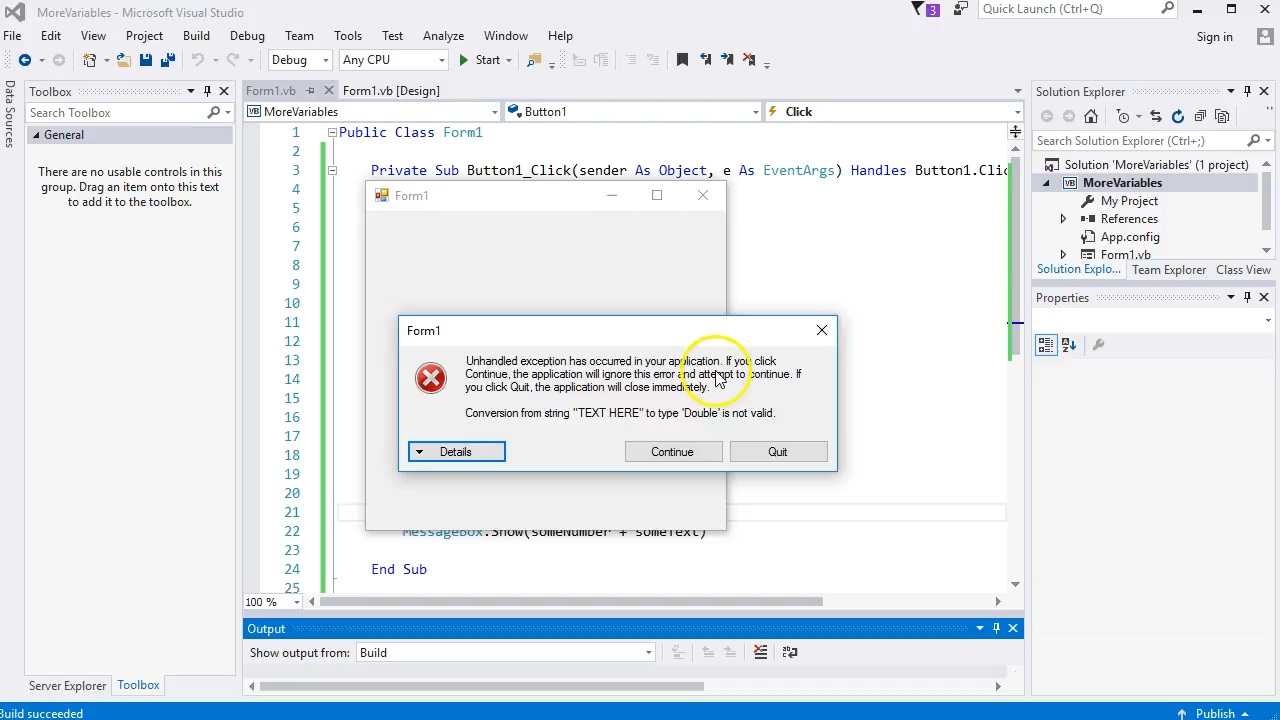 MoreVariables - Microsoft Visual Studio
3
Quick Launch (Ctrl+Q)
File Edit View Project Build Debug Team Tools Test Analyze Window Help
Sign in
Debug Any CPU Start
Data Sources
Toolbox
Search Toolbox
General
There are no usable controls in this
group. Drag an item onto this text
to add it to the toolbox.
Server Explorer Toolbox
Form1.vb Form1.vb [Design]
VB MoreVariables Button1 Click
1 Public Class Form1
2
3 Private Sub Button1_Click(sender As Object, e As EventArgs) Handles Button1.Clic
4
5
6
7
8
9
10
11
12
13
14
15
16
17
18
19
20
21
22 MessageBox.Show(someNumber + someText)
23
24 End Sub
25
Form1
Form1
Unhandled exception has occurred in your application. If you click
Continue, the application will ignore this error and attempt to continue. If
you click Quit, the application will close immediately.
Conversion from string "TEXT HERE" to type 'Double' is not valid.
Details Continue Quit
100 %
Output
Show output from: Build
Solution Explorer
Search Solution Explorer (Ctrl+;)
Solution 'MoreVariables' (1 project)
VB MoreVariables
My Project
References
App.config
Form1.vb
Solution Explo... Team Explorer Class View
Properties
Build succeeded
Publish